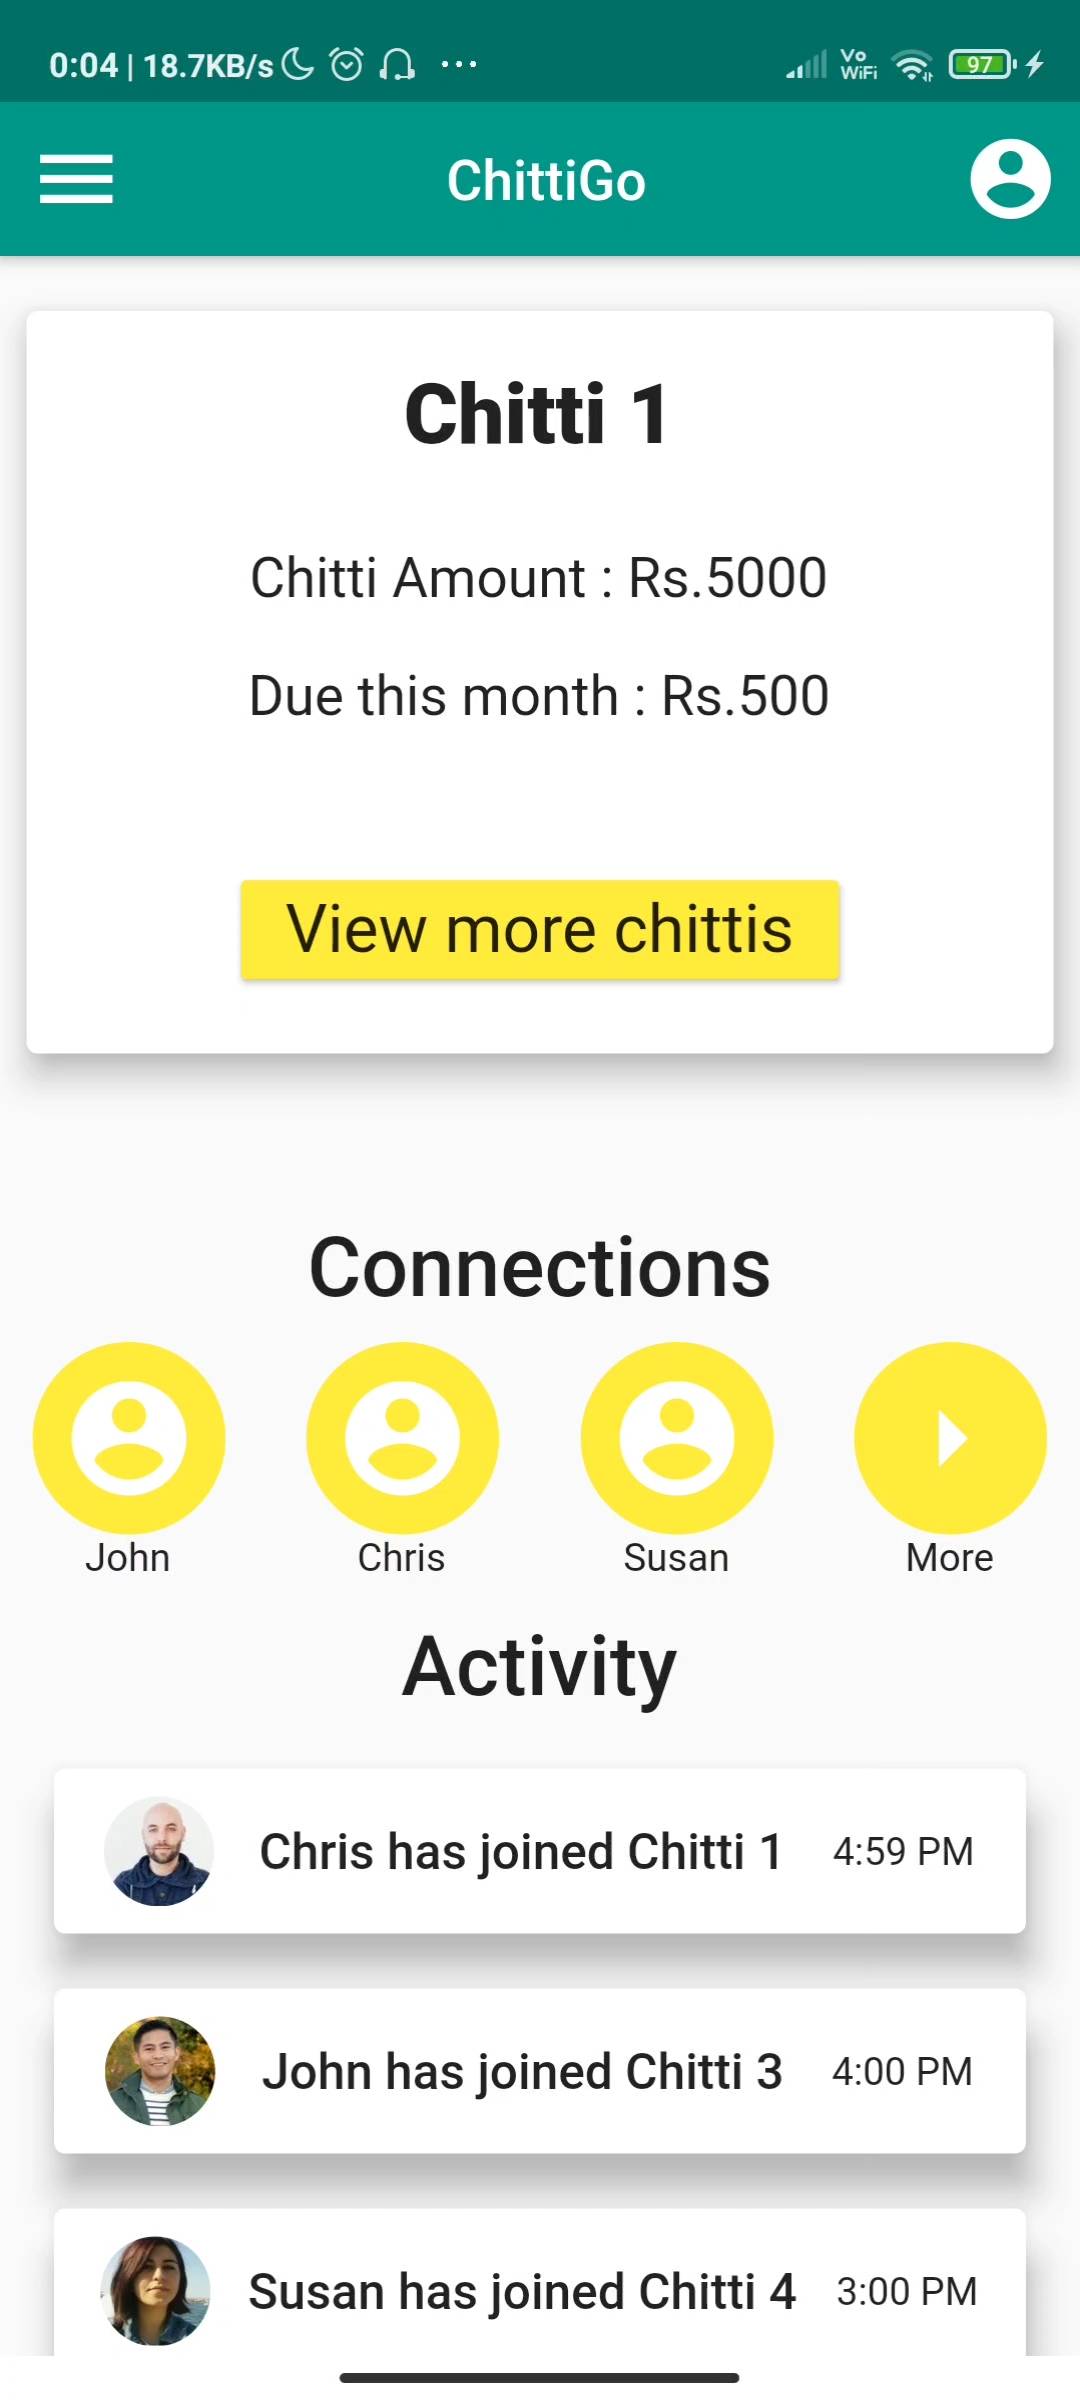 0:04 | 18.7KB/s ... Vo WiFi 97
ChittiGo
Chitti 1
Chitti Amount : Rs.5000
Due this month : Rs.500
View more chittis
Connections
John Chris Susan More
Activity
Chris has joined Chitti 1 4:59 PM
John has joined Chitti 3 4:00 PM
Susan has joined Chitti 4 3:00 PM